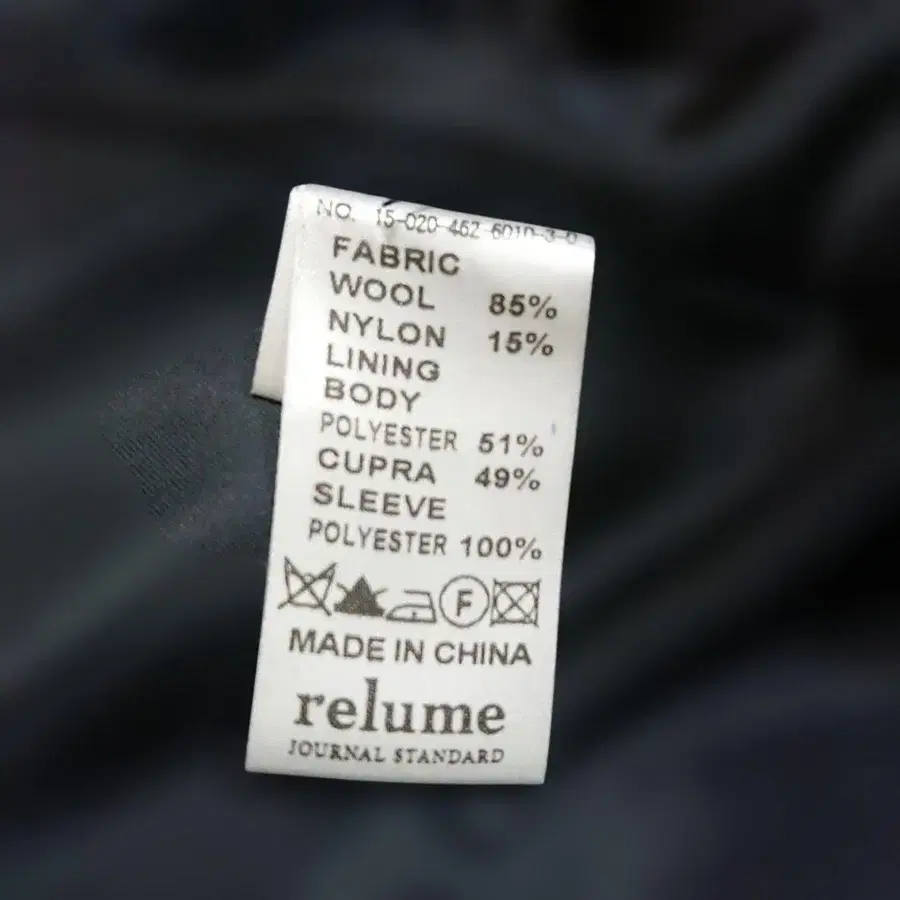 NO. 15-020-462-6010-3-0
FABRIC
WOOL 85%
NYLON 15%
LINING
BODY
POLYESTER 51%
CUPRA 49%
SLEEVE
POLYESTER 100%
F
MADE IN CHINA
relume
JOURNAL STANDARD